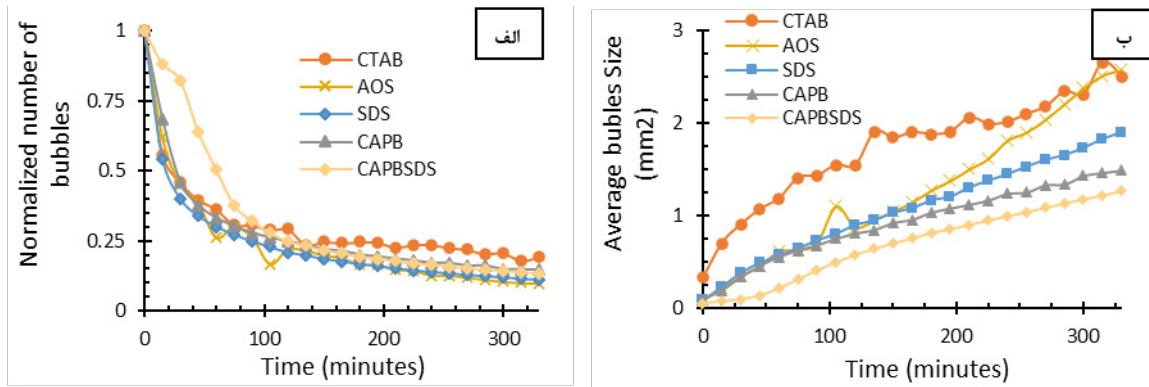 الف
Normalized number of
bubbles
1
0.75
0.5
0.25
0
0
100
200
300
Time (minutes)
CTAB
AOS
SDS
CAPB
CAPBSDS
ب
Average bubbles Size
(mm2)
3
2
1
0
0
100
200
300
Time (minutes)
CTAB
AOS
SDS
CAPB
CAPBSDS